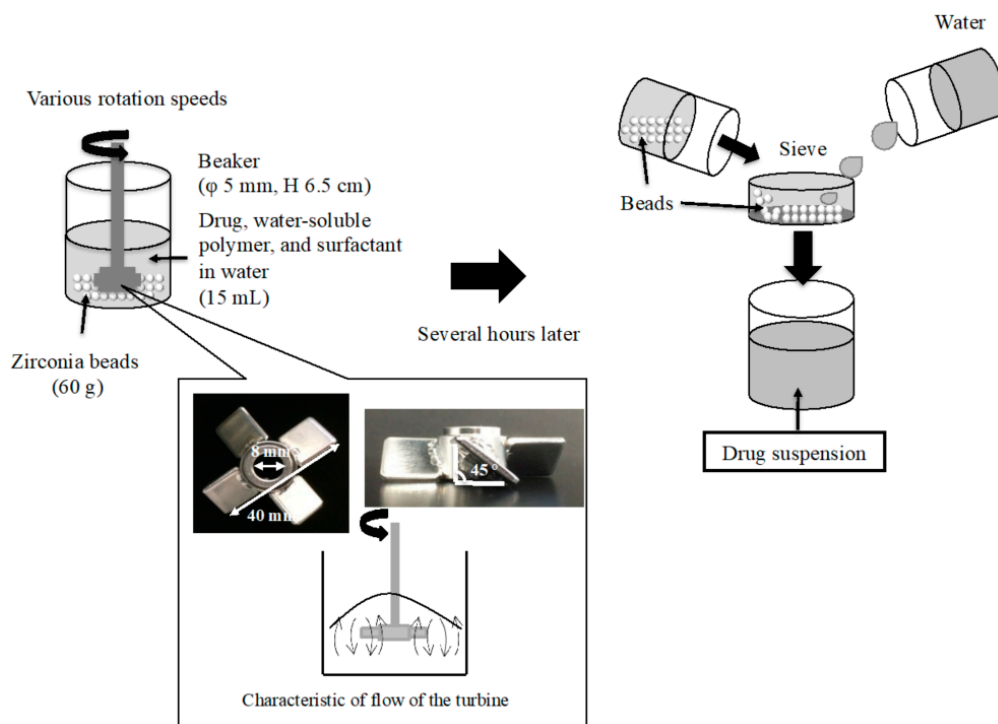 Various rotation speeds
Beaker
(φ 5 mm, H 6.5 cm)
Drug, water-soluble
polymer, and surfactant
in water
(15 mL)
Zirconia beads
(60 g)
Several hours later
Water
Sieve
Beads
Drug suspension
8 mm
40 mm
45 °
Characteristic of flow of the turbine